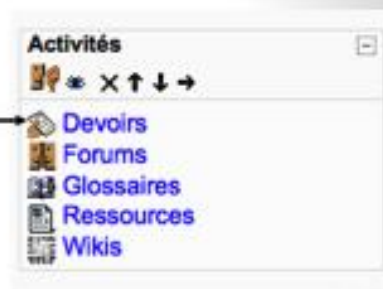 Activités
Devoirs
Forums
Glossaires
Ressources
Wikis